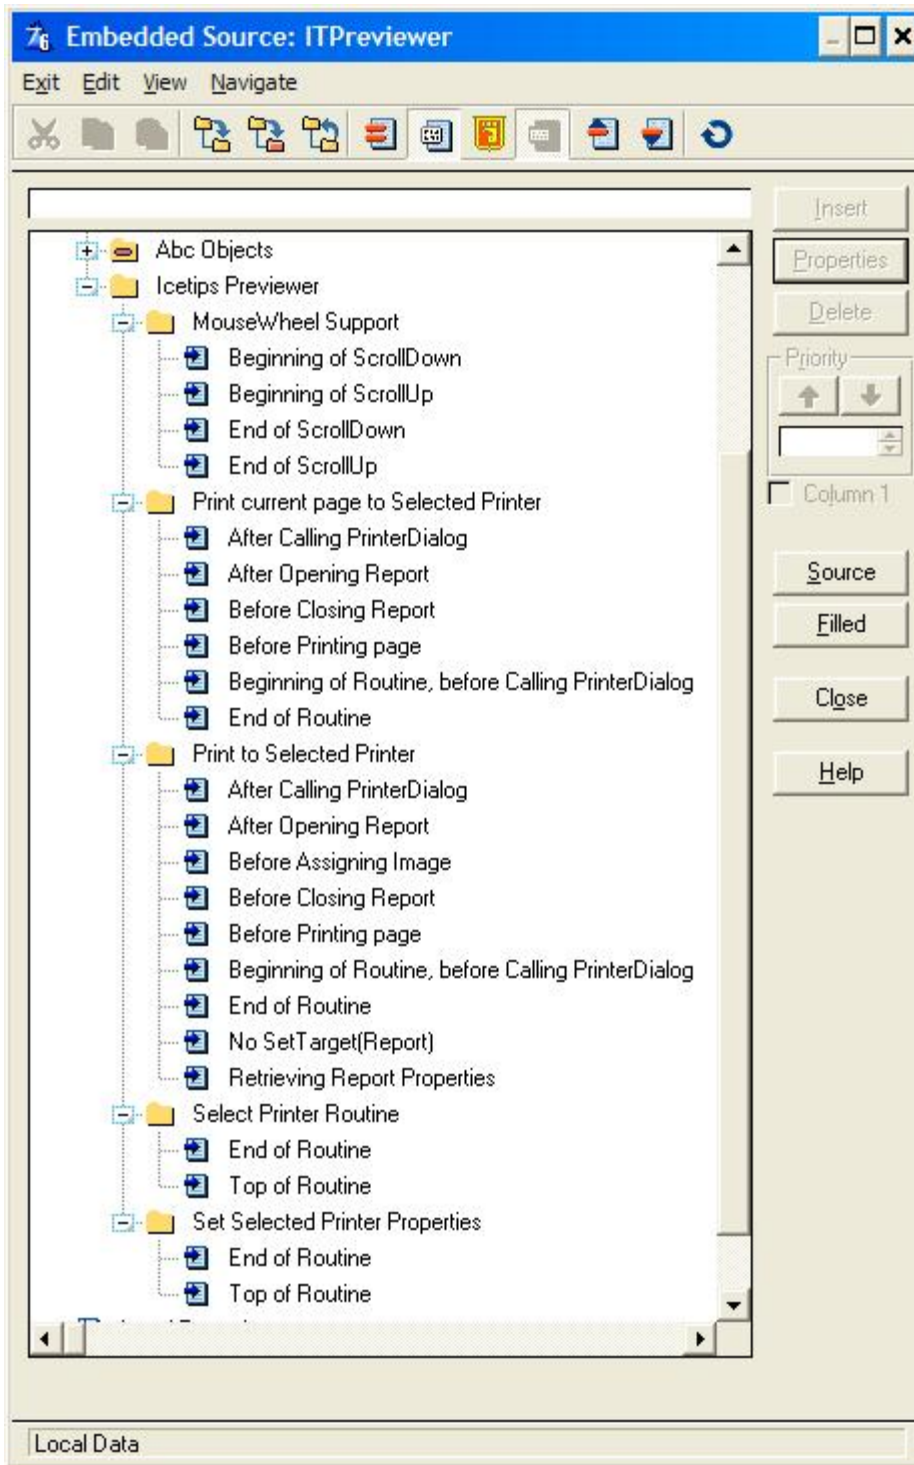 Embedded Source: ITPreviewer
Exit Edit View Navigate
Insert
Abc Objects
Properties
Icetips Previewer
Delete
MouseWheel Support
Priority
Beginning of ScrollDown
Beginning of ScrollUp
End of ScrollDown
End of ScrollUp
Column 1
Print current page to Selected Printer
After Calling PrinterDialog
After Opening Report
Source
Before Closing Report
Filled
Before Printing page
Beginning of Routine, before Calling PrinterDialog
Close
End of Routine
Print to Selected Printer
Help
After Calling PrinterDialog
After Opening Report
Before Assigning Image
Before Closing Report
Before Printing page
Beginning of Routine, before Calling PrinterDialog
End of Routine
No SetTarget(Report)
Retrieving Report Properties
Select Printer Routine
End of Routine
Top of Routine
Set Selected Printer Properties
End of Routine
Top of Routine
Local Data